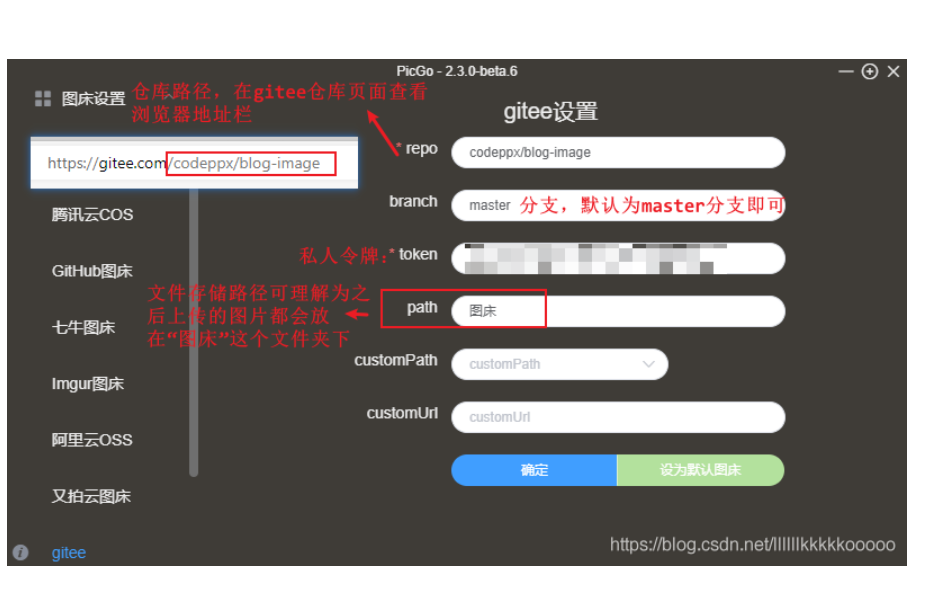 PicGo - 2.3.0-beta.6
图床设置
仓库路径，在gitee仓库页面查看
浏览器地址栏
gitee设置
https://gitee.com/codeppx/blog-image
* repo
codeppx/blog-image
branch
master
分支，默认为master分支即可
腾讯云COS
私人令牌：
* token
GitHub图床
文件存储路径可理解为之
后上传的图片都会放
在“图床”这个文件夹下
path
图床
七牛图床
customPath
customPath
Imgur图床
customUrl
customUrl
阿里云OSS
确定
设为默认图床
又拍云图床
gitee
https://blog.csdn.net/llllllkkkkkooooo